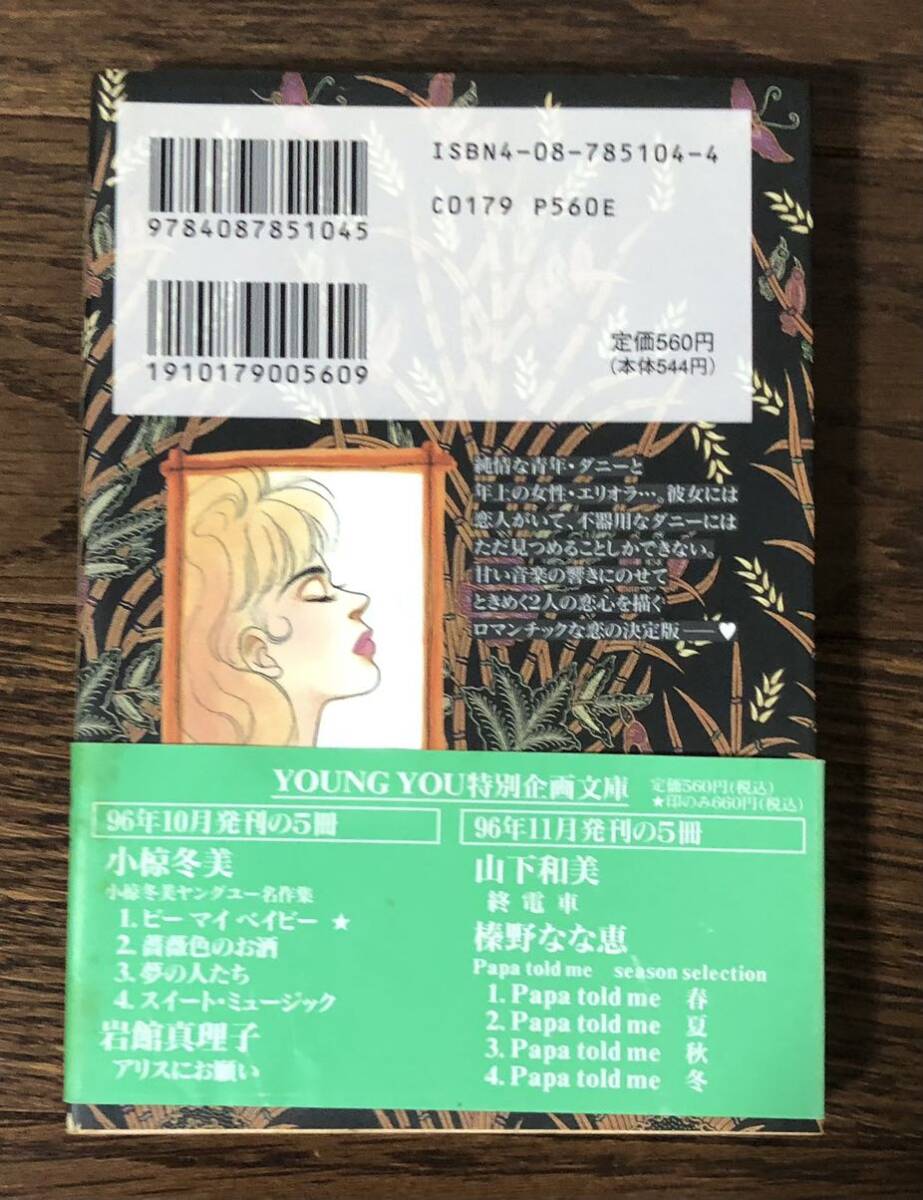 ISBN4-08-785104-4
C0179 P560E
9784087851045
1910179005609
定価560円
(本体544円)
純情な青年・ダニーと
年上の女性・エリオラ…。彼女には
恋人がいて、不器用なダニーには
ただ見つめることしかできない。
甘い音楽の響きにのせて
ときめく2人の恋心を描く
ロマンチックな恋の決定版──♥
YOUNG YOU特別企画文庫
定価560円(税込)
★印のみ660円(税込)
96年10月発刊の5冊
小椋冬美
小椋冬美ヤングユー名作集
1.ビー マイ ベイビー ★
2.薔薇色のお酒
3.夢の人たち
4.スイート・ミュージック
岩館真理子
アリスにお願い
96年11月発刊の5冊
山下和美
終電車
榛野なな恵
Papa told me season selection
1.Papa told me 春
2.Papa told me 夏
3.Papa told me 秋
4.Papa told me 冬